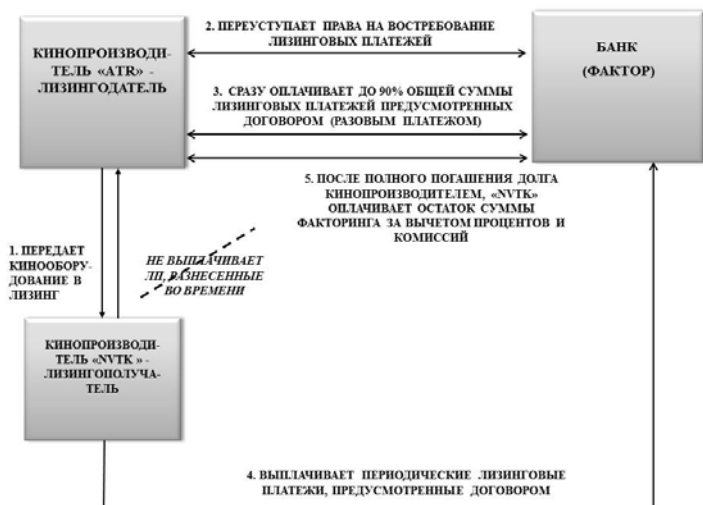 2. ПЕРЕУСТУПАЕТ ПРАВА НА ВОСТРЕБОВАНИЕ
ЛИЗИНГОВЫХ ПЛАТЕЖЕЙ
КИНОПРОИЗВОДИ-
ТЕЛЬ «ATR» -
ЛИЗИНГОДАТЕЛЬ
БАНК
(ФАКТОР)
3. СРАЗУ ОПЛАЧИВАЕТ ДО 90% ОБЩЕЙ СУММЫ
ЛИЗИНГОВЫХ ПЛАТЕЖЕЙ ПРЕДУСМОТРЕННЫХ
ДОГОВОРОМ (РАЗОВЫМ ПЛАТЕЖОМ)
5. ПОСЛЕ ПОЛНОГО ПОГАШЕНИЯ ДОЛГА
КИНОПРОИЗВОДИТЕЛЕМ, «NVTK»
ОПЛАЧИВАЕТ ОСТАТОК СУММЫ
ФАКТОРИНГА ЗА ВЫЧЕТОМ ПРОЦЕНТОВ И
КОМИССИЙ
1. ПЕРЕДАЕТ
КИНООБОРУ-
ДОВАНИЕ В
ЛИЗИНГ
НЕ ВЫПЛАЧИВАЕТ
ЛП, РАЗНЕСЕННЫЕ
ВО ВРЕМЕНИ
КИНОПРОИЗВОДИ-
ТЕЛЬ «NVTK » -
ЛИЗИНГОПОЛУЧА-
ТЕЛЬ
4. ВЫПЛАЧИВАЕТ ПЕРИОДИЧЕСКИЕ ЛИЗИНГОВЫЕ
ПЛАТЕЖИ, ПРЕДУСМОТРЕННЫЕ ДОГОВОРОМ